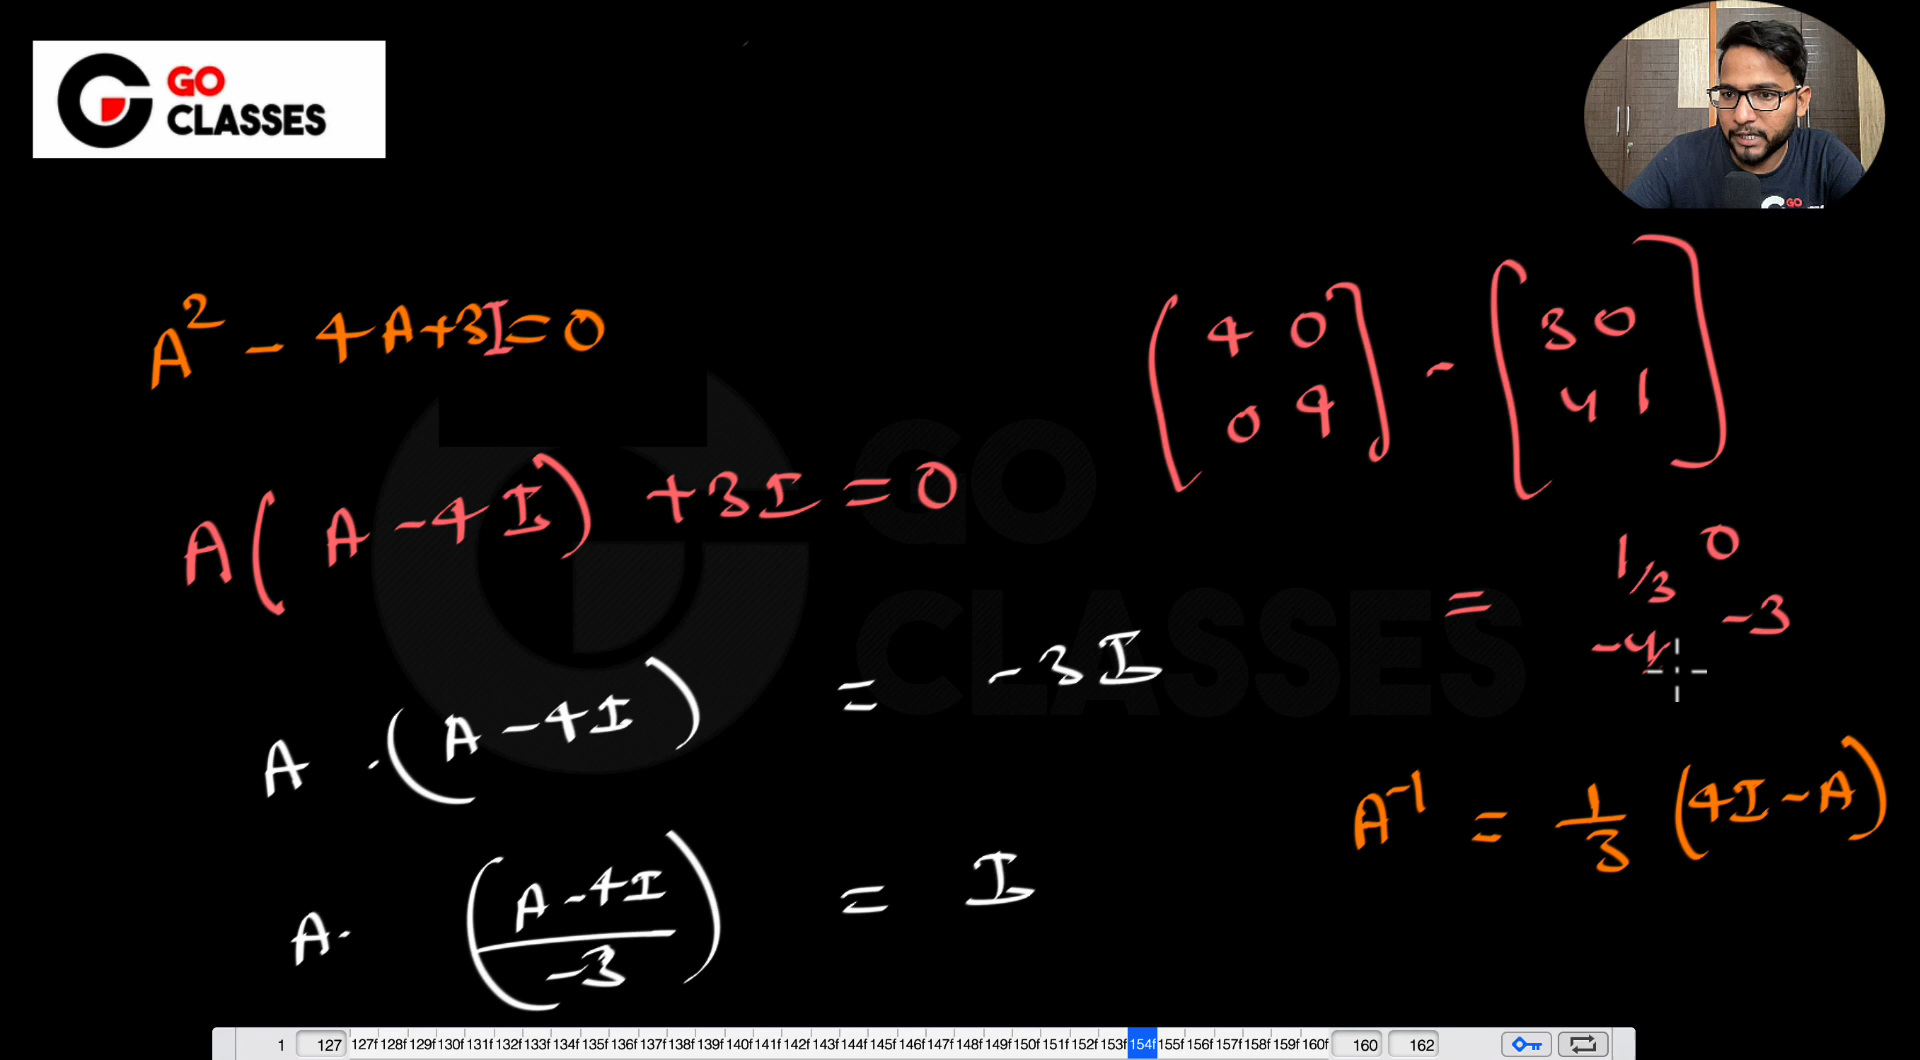 GO
CLASSES
A² - 4A+3I=0
[4 0
0 4] - [3 0
4 1]
A(A-4I) +3I=0
= 1/3 0
-4 -3
A ·(A-4I) = -3I
A⁻¹ = 1/3 (4I-A)
A· (A-4I/-3) = I
GO
CLASSES
GO
1 127 127f 128f 129f 130f 131f 132f 133f 134f 135f 136f 137f 138f 139f 140f 141f 142f 143f 144f 145f 146f 147f 148f 149f 150f 151f 152f 153f 154f 155f 156f 157f 158f 159f 160f 160 162